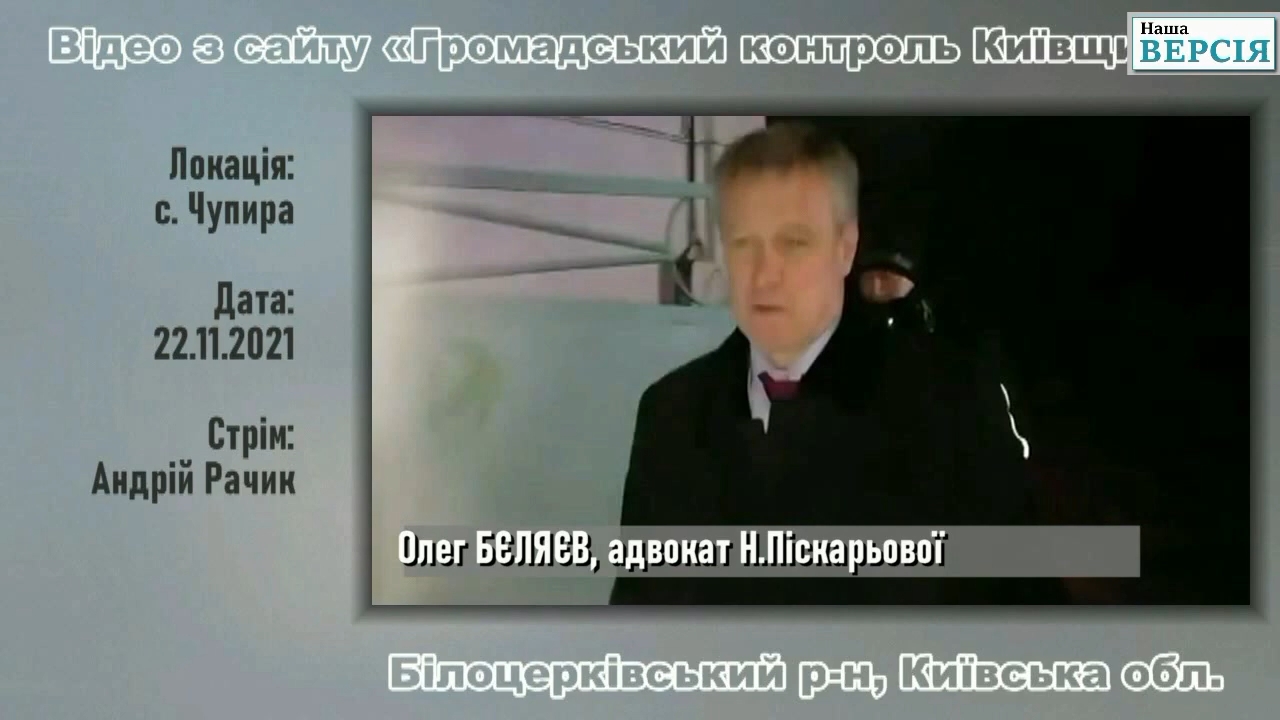 Відео з сайту «Громадський контроль
Наша
ВЕРСІЯ
Локація:
с. Чупира
Дата:
22.11.2021
Стрім:
Андрій Рачик
Олег БЄЛЯЄВ, адвокат Н.Піскарьової
Білоцерківський р-н, Київська обл.